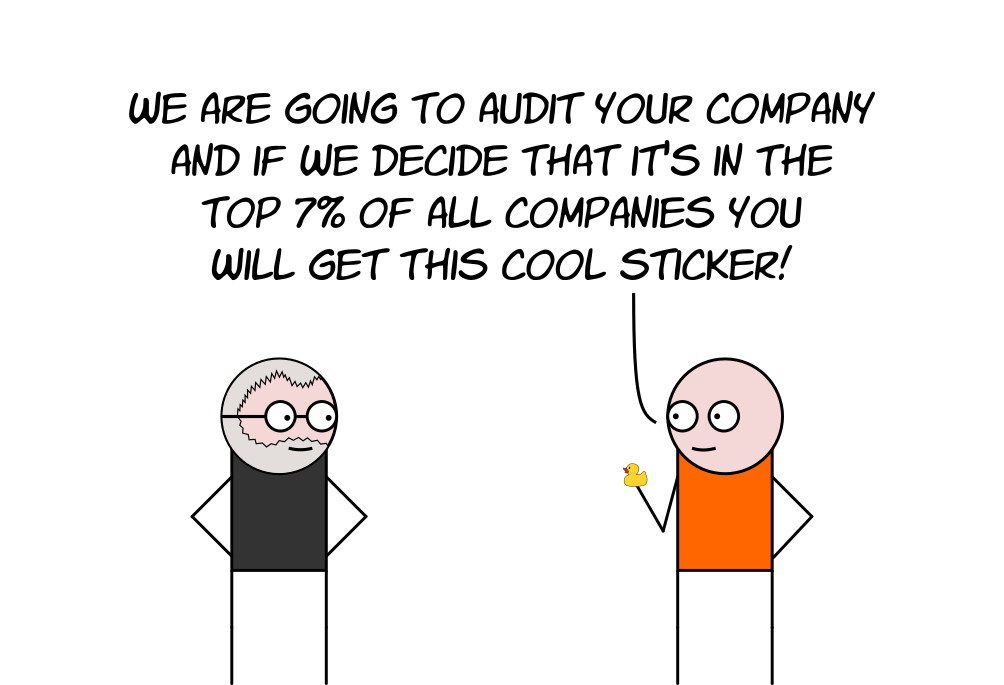 WE ARE GOING TO AUDIT YOUR COMPANY
AND IF WE DECIDE THAT IT'S IN THE
TOP 7% OF ALL COMPANIES YOU
WILL GET THIS COOL STICKER!